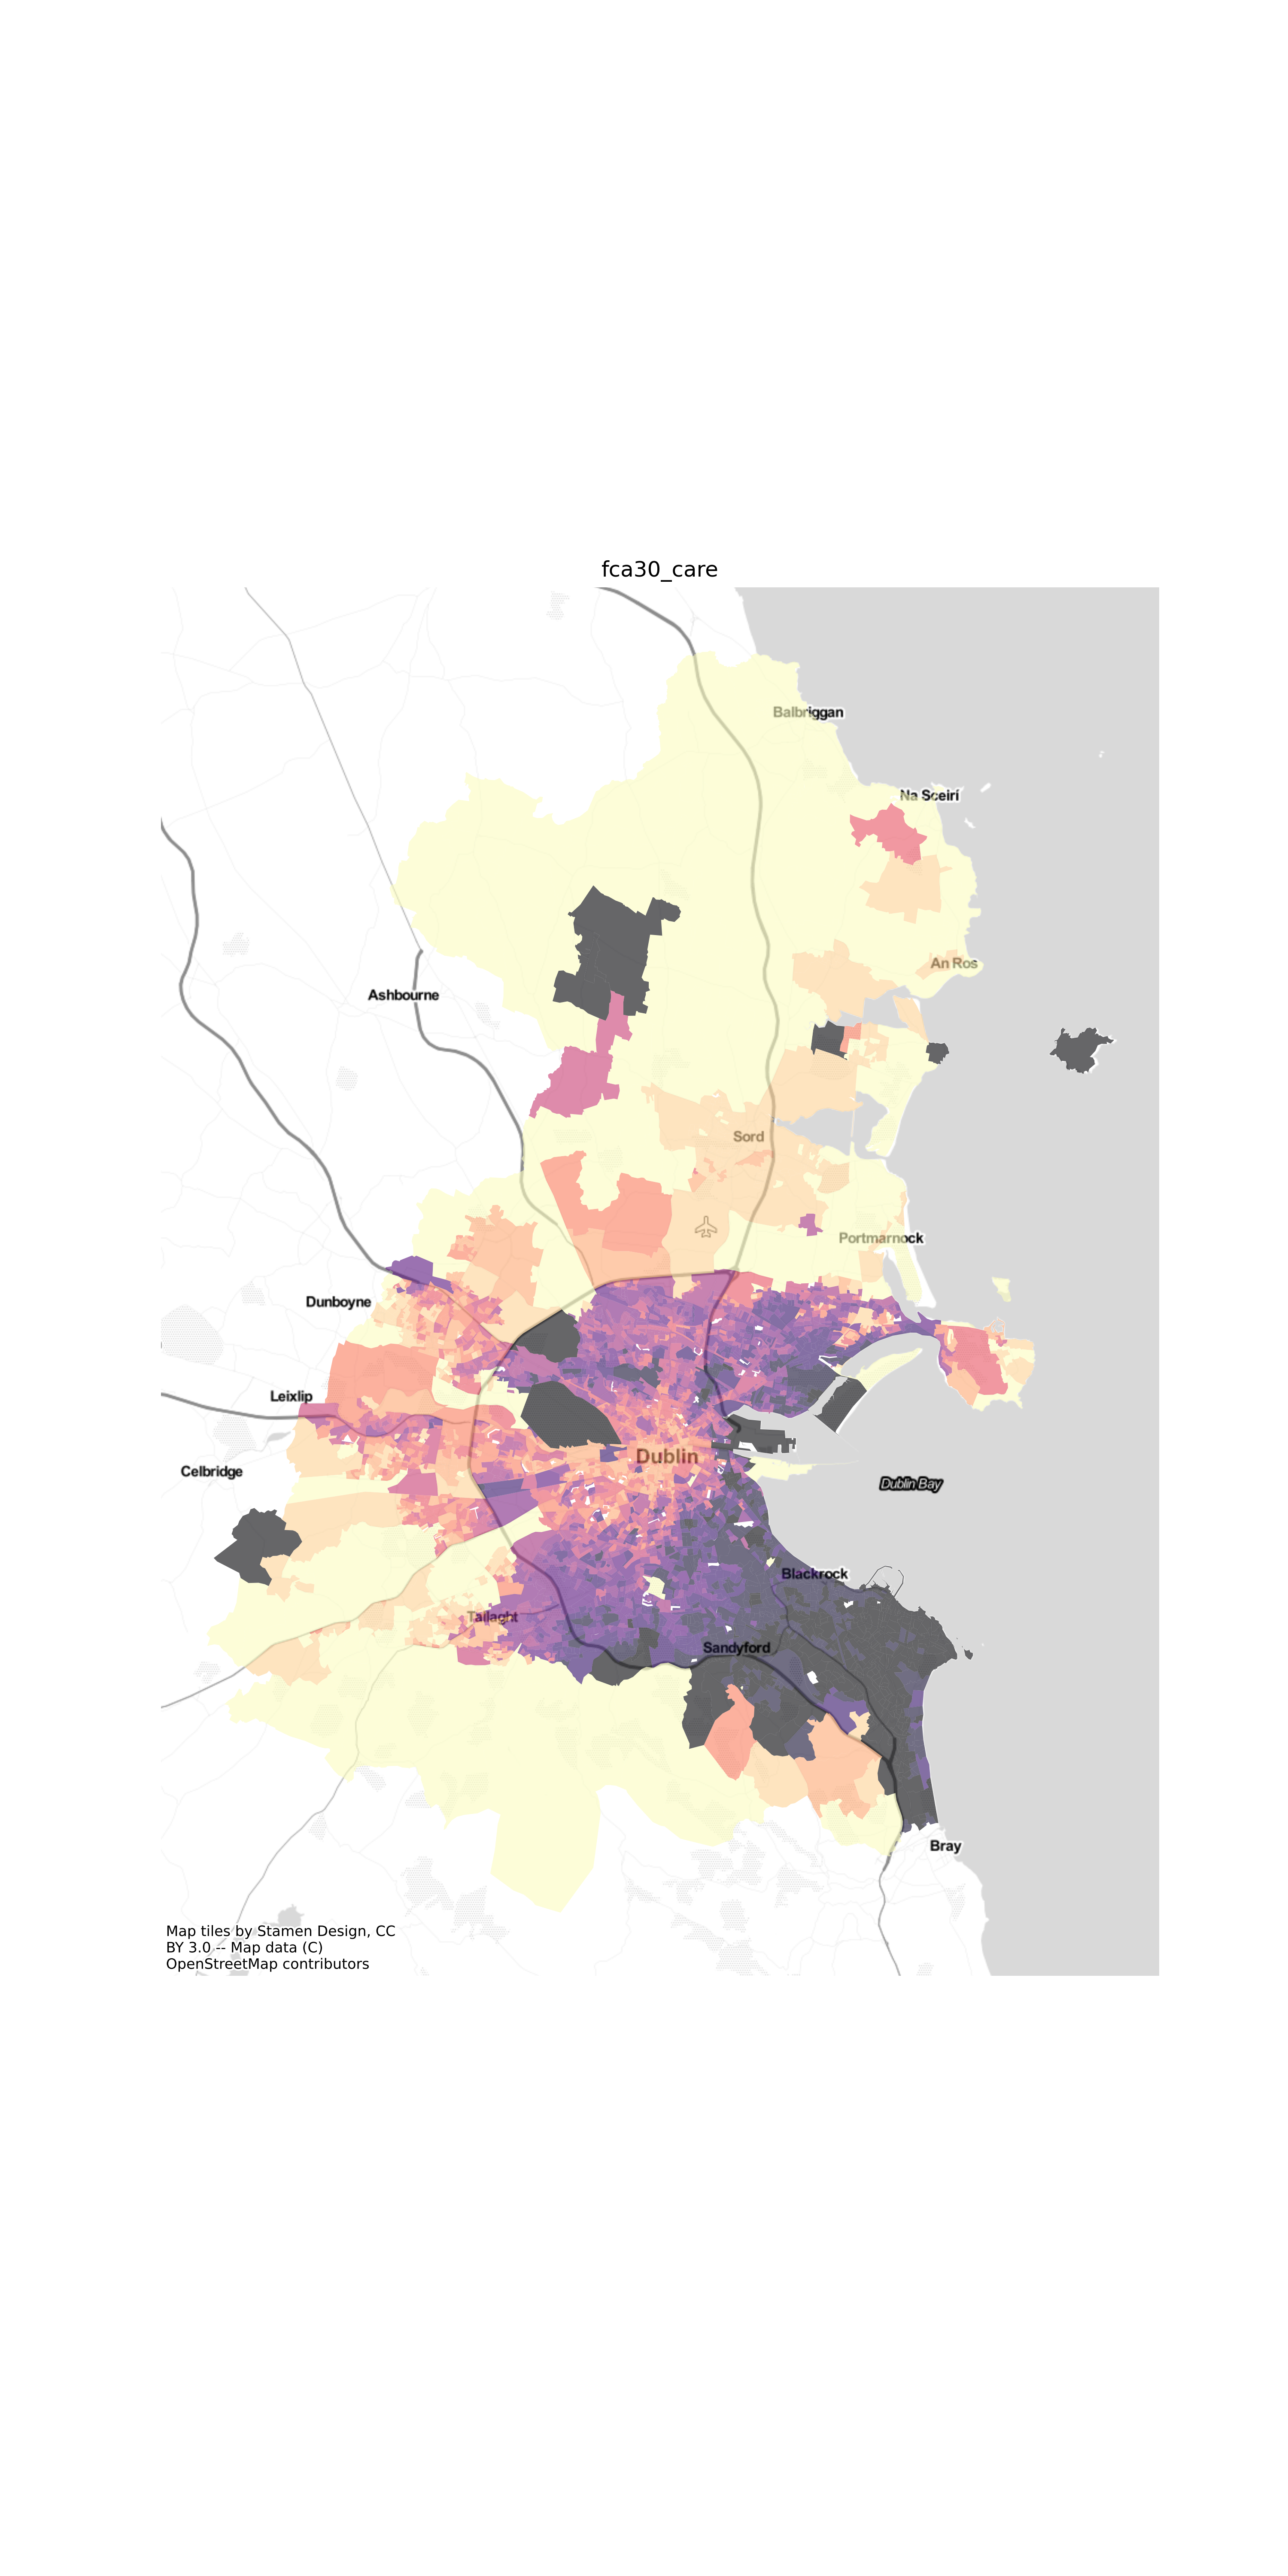 fca30_care
Balbriggan
Na Sceirí
An Ros
Ashbourne
Sord
Portmarnock
Dunboyne
Leixlip
Dublin
Celbridge
Dublin Bay
Blackrock
Tallaght
Sandyford
Bray
Map tiles by Stamen Design, CC
BY 3.0 -- Map data (C)
OpenStreetMap contributors